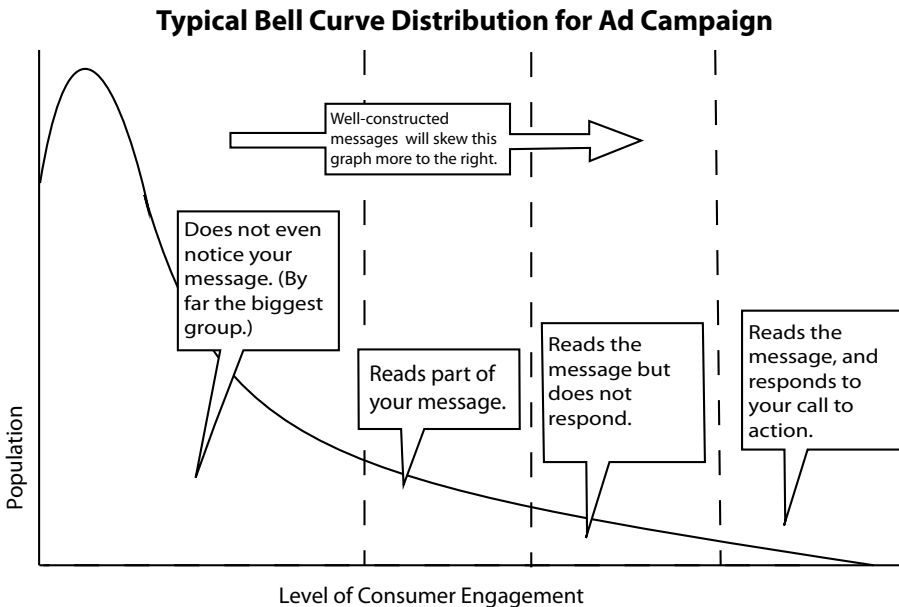 Typical Bell Curve Distribution for Ad Campaign
Well-constructed
messages will skew this
graph more to the right.
Does not even
notice your
message. (By
far the biggest
group.)
Reads part of
your message.
Reads the
message but
does not
respond.
Reads the
message, and
responds to
your call to
action.
Population
Level of Consumer Engagement